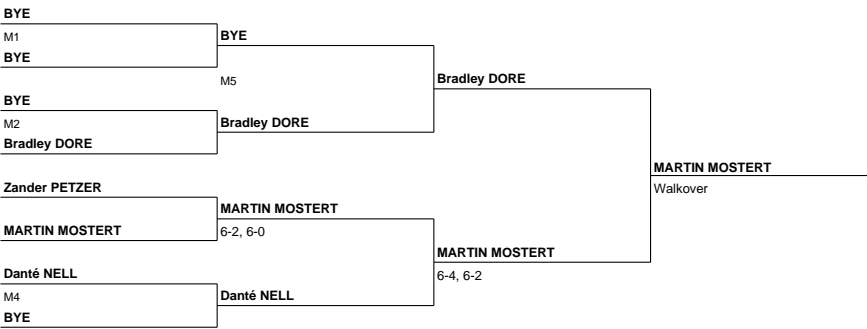 BYE
M1
BYE
BYE
M5
BYE
M2
Bradley DORE
Bradley DORE
Bradley DORE
Zander PETZER
MARTIN MOSTERT
MARTIN MOSTERT
6-2, 6-0
Danté NELL
M4
BYE
Danté NELL
MARTIN MOSTERT
6-4, 6-2
MARTIN MOSTERT
Walkover